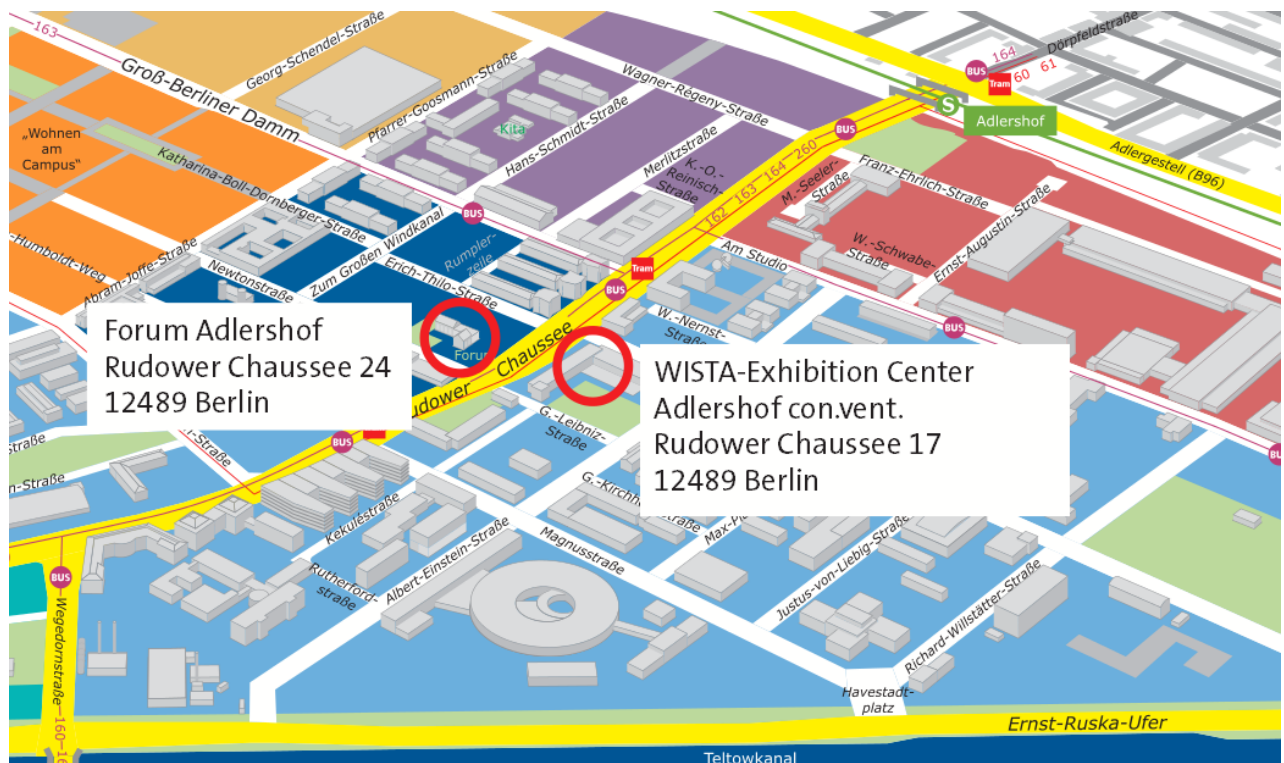 163
Georg-Schendel-Straße
Groß-Berliner Damm
Pfarrer-Goosmann-Straße
Wagner-Régeny-Straße
BUS
164
Dörpfeldstraße
Tram
60
61
S
Adlershof
Adlergestell (B96)
„Wohnen
am
Campus“
Katharina-Boll-Dornberger-Straße
Kita
Hans-Schmidt-Straße
Merlitzstraße
K.-O.-
Reinisch-
Straße
BUS
162 163 164 260
M.-Seeler-
Straße
Franz-Ehrlich-Straße
W.-Schwabe-
Straße
Ernst-Augustin-Straße
-Humboldt-Weg
Abram-Joffe-Straße
Newtonstraße
Zum Großen Windkanal
Erich-Thilo-Straße
Rumpler-
zeile
BUS
Tram
BUS
Am Studio
W.-Nernst-
Straße
BUS
Forum Adlershof
Rudower Chaussee 24
12489 Berlin
Forum
Chaussee
WISTA-Exhibition Center
Adlershof con.vent.
Rudower Chaussee 17
12489 Berlin
G.-Leibniz-
Straße
BUS
BUS
Kekuléstraße
Rutherford-
straße
Albert-Einstein-Straße
Magnusstraße
Justus-von-Liebig-Straße
Richard-Willstätter-Straße
BUS
Wegedornstraße
160
Havestadt-
platz
Ernst-Ruska-Ufer
Teltowkanal